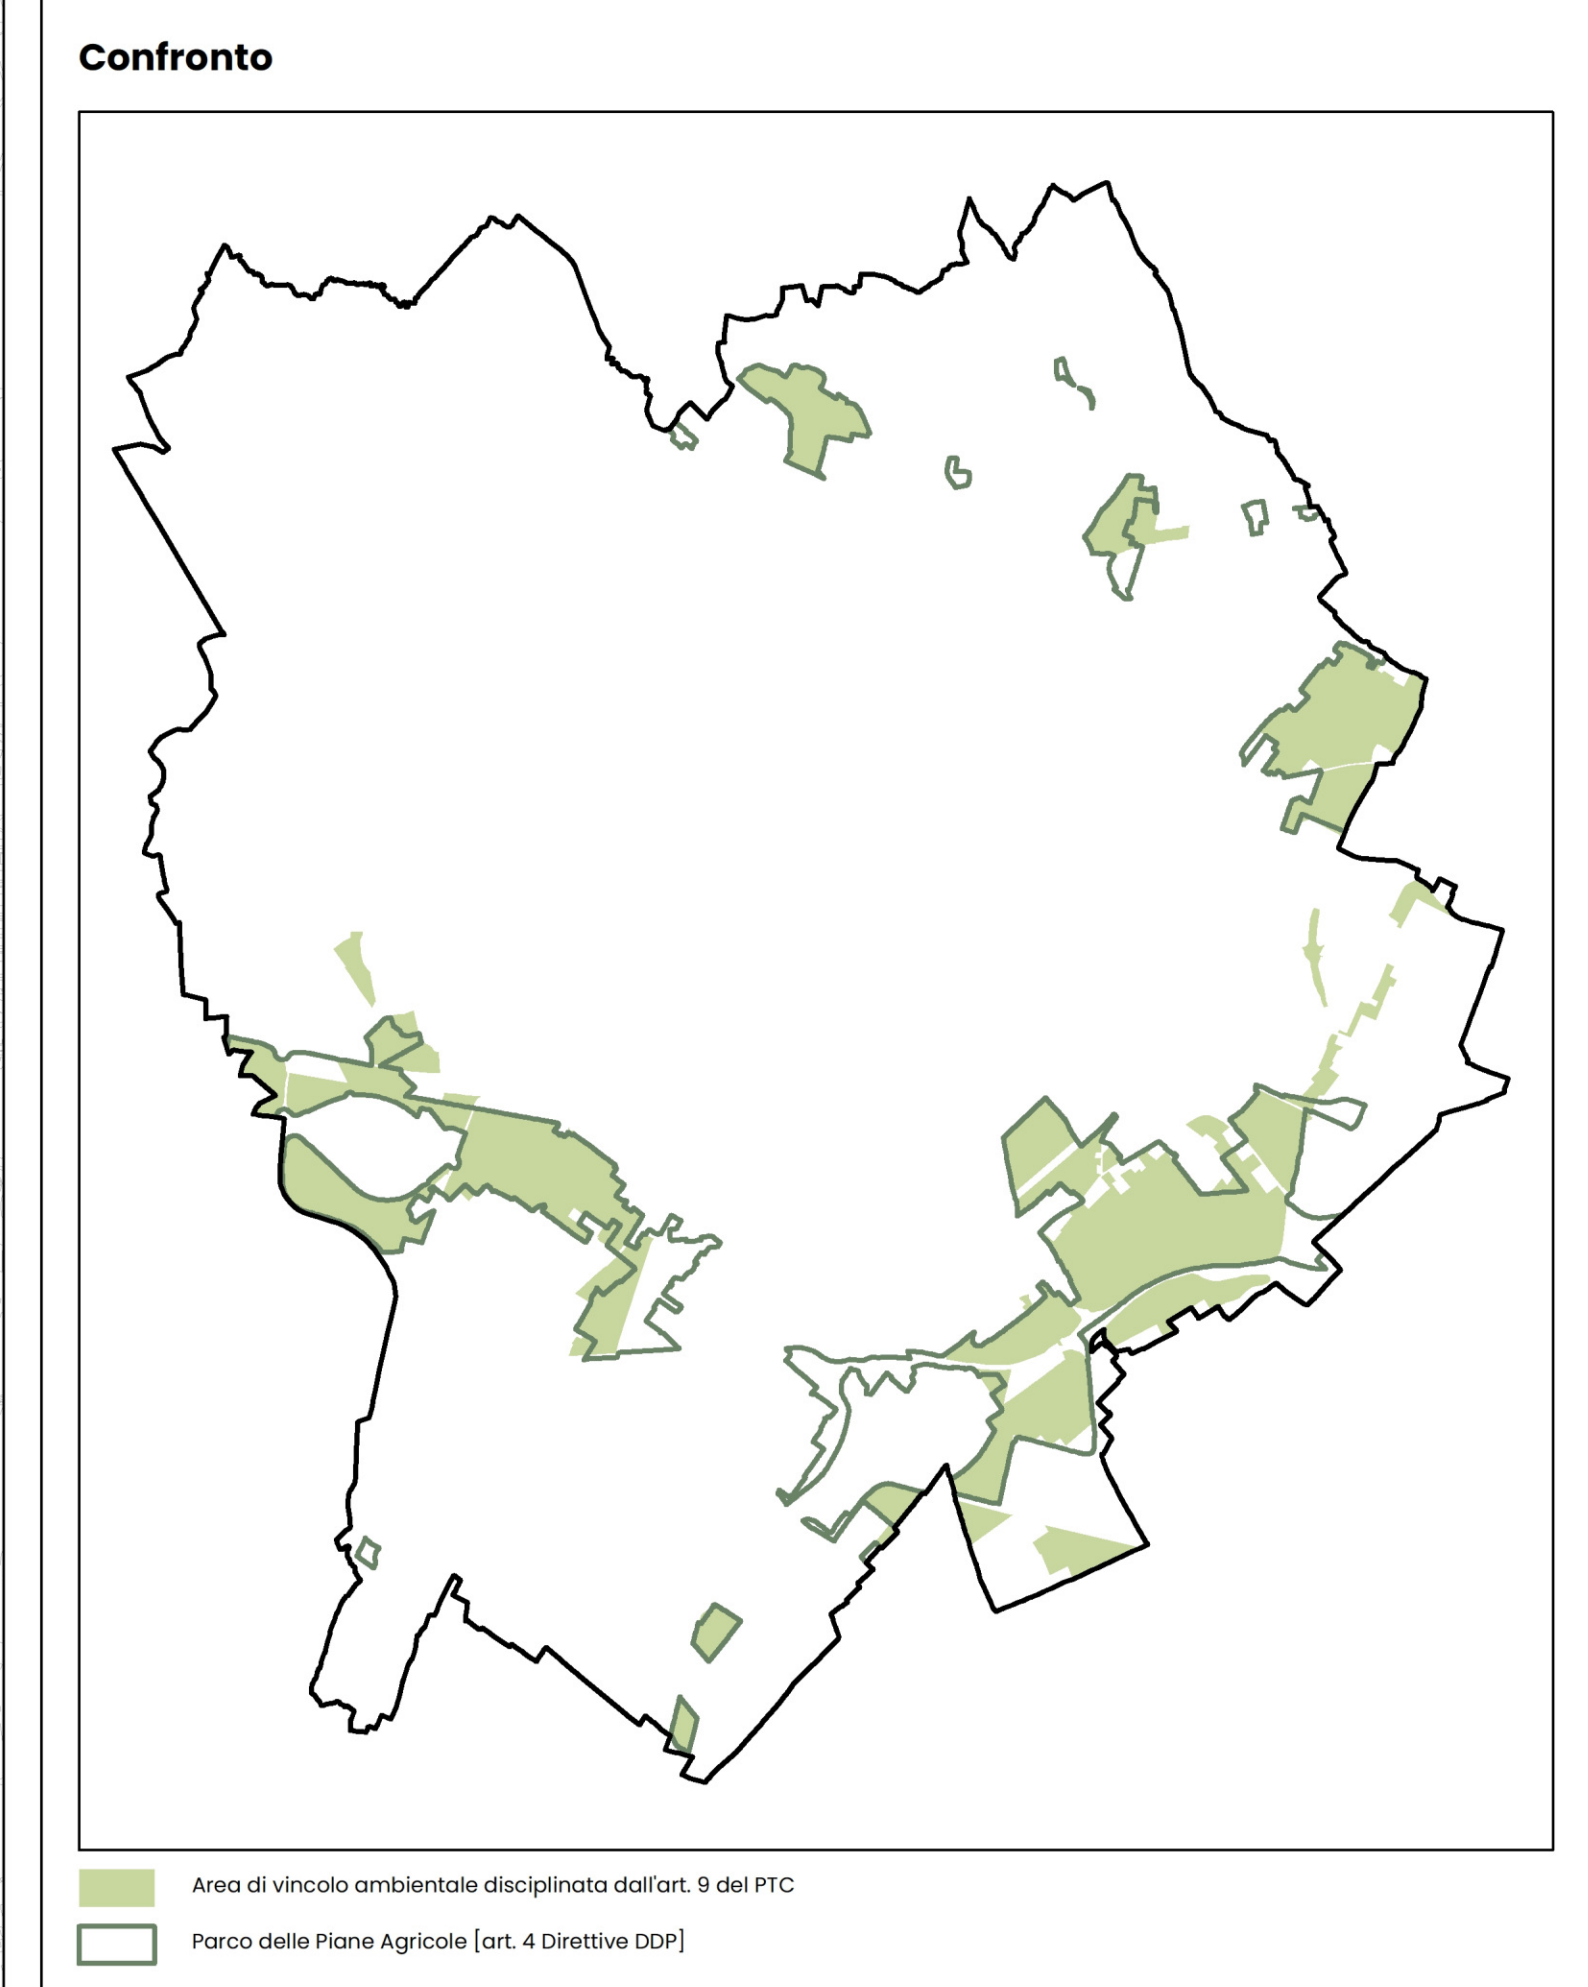 Confronto
Area di vincolo ambientale disciplinata dall'art. 9 del PTC
Parco delle Piane Agricole [art. 4 Direttive DDP]